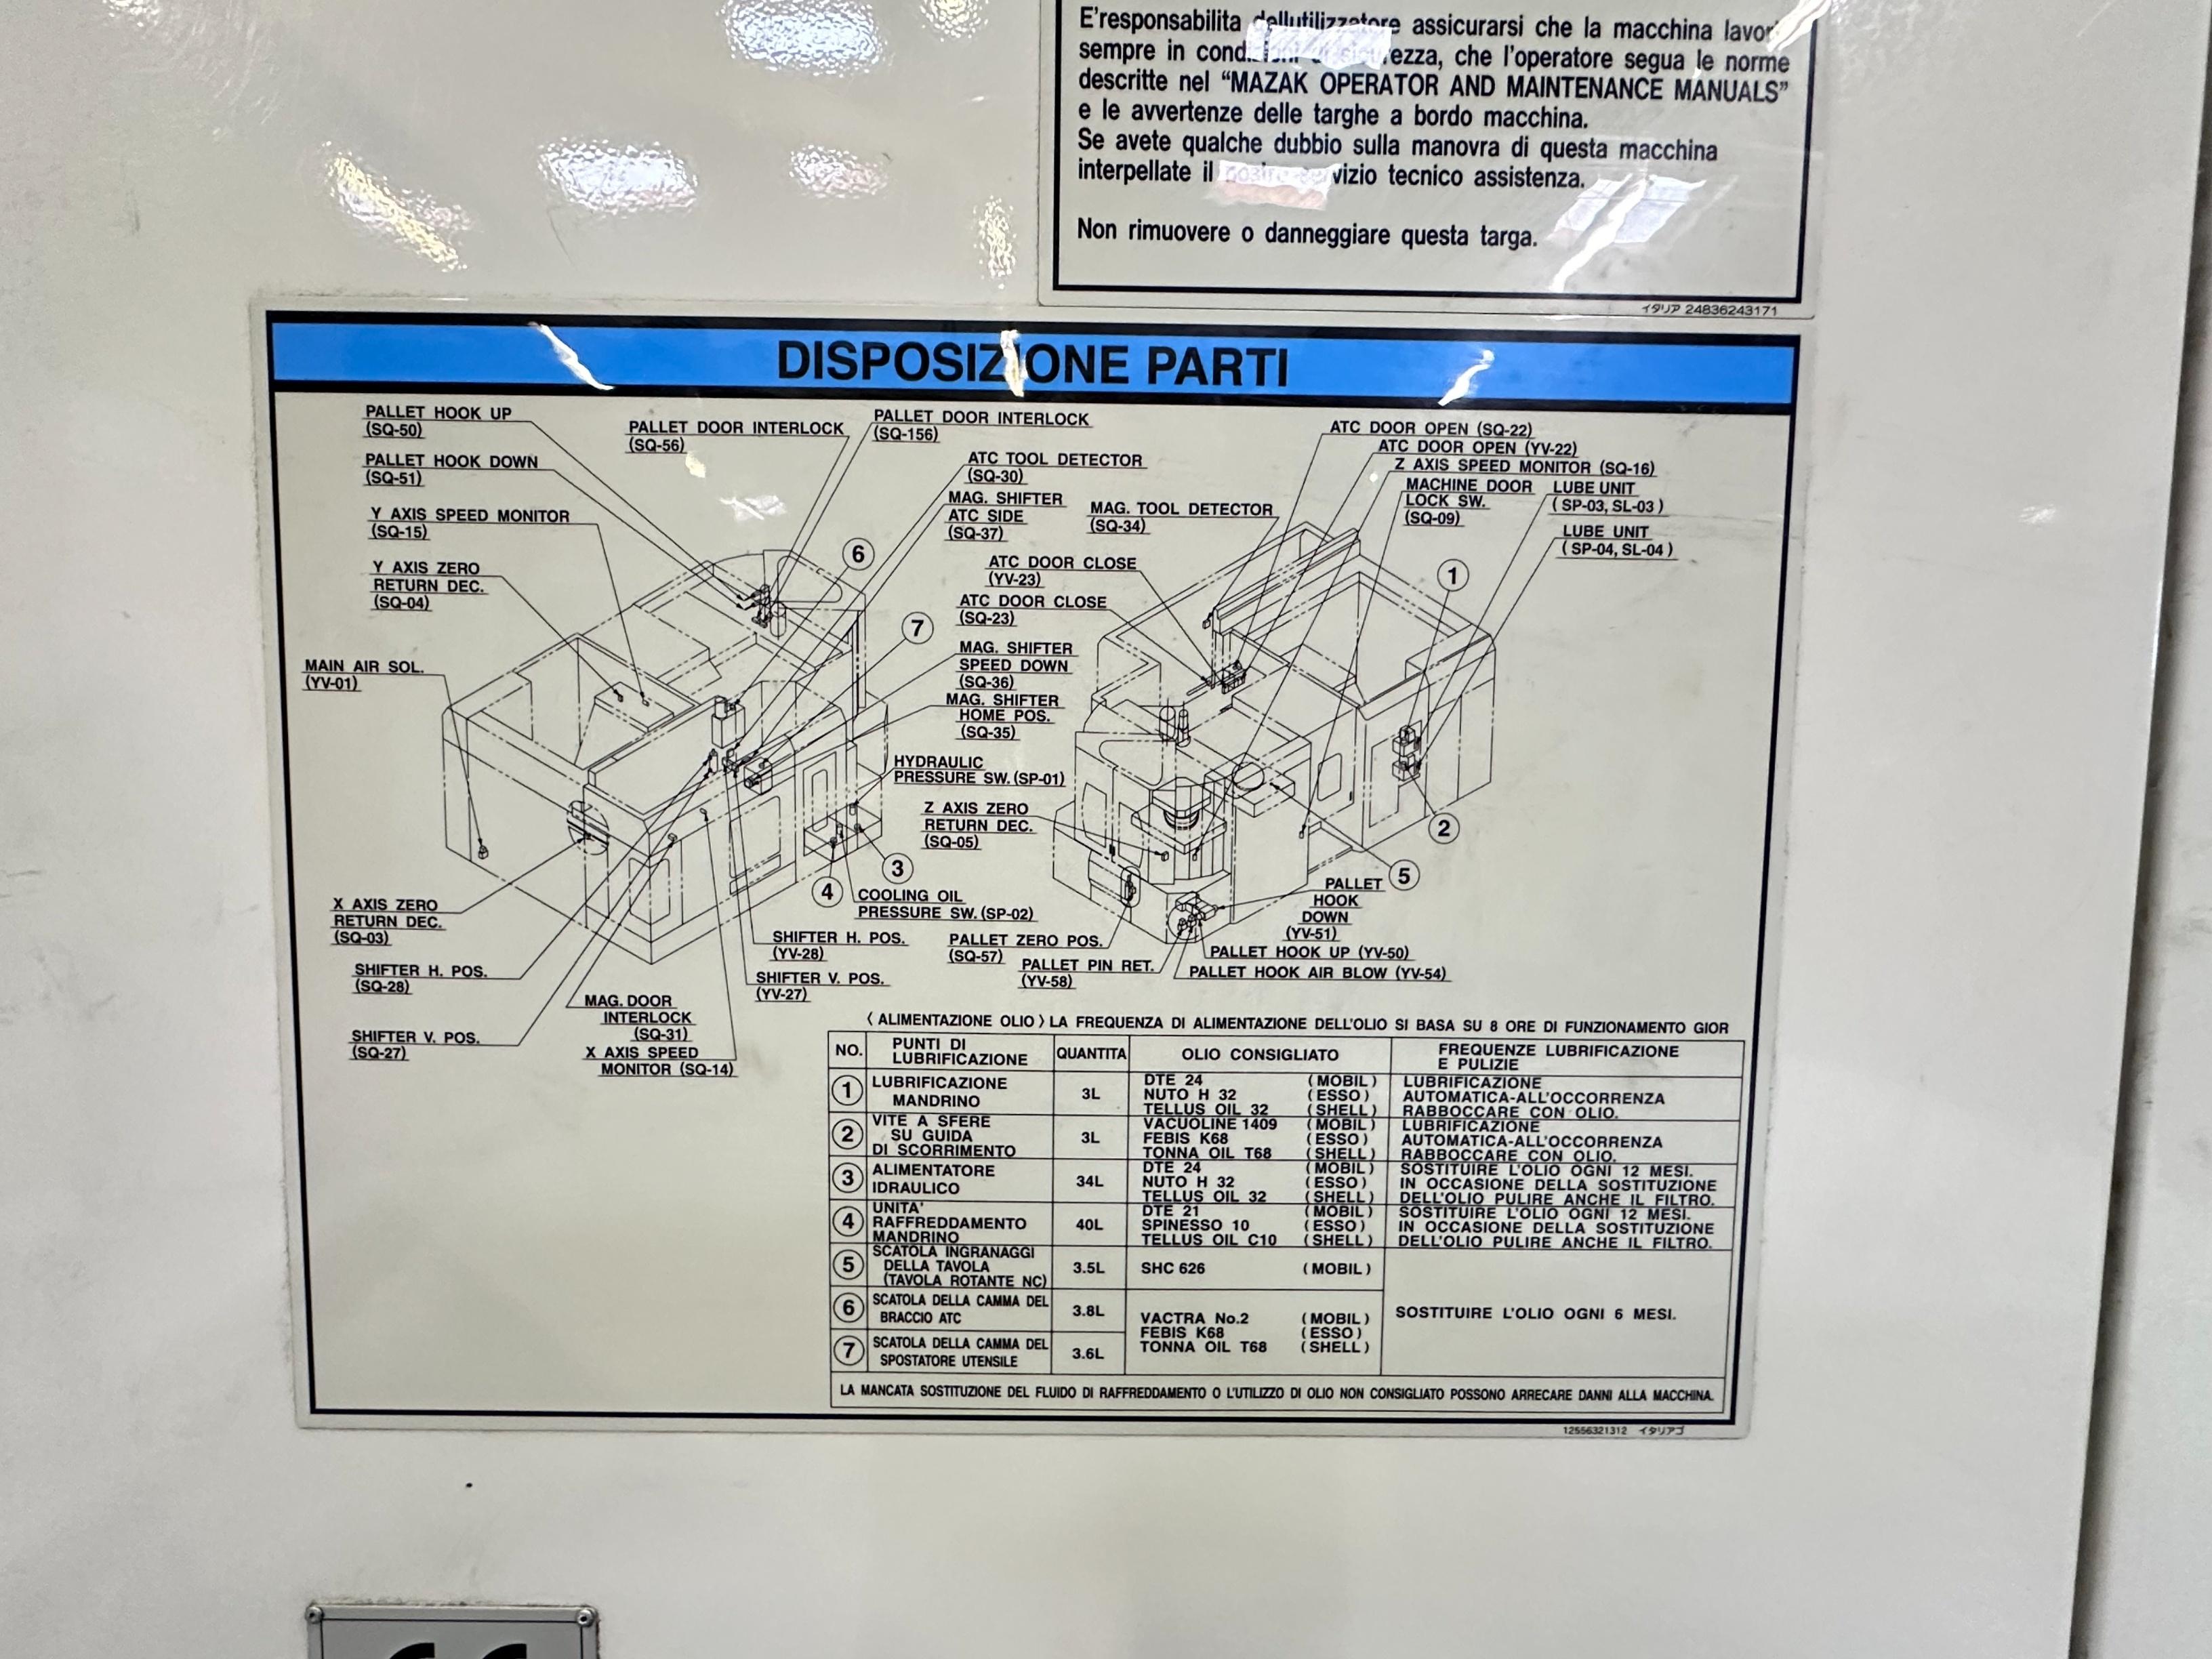 E'responsabilita dellutilizzatore assicurarsi che la macchina lavori
sempre in condizioni di sicurezza, che l'operatore segua le norme
descritte nel “MAZAK OPERATOR AND MAINTENANCE MANUALS”
e le avvertenze delle targhe a bordo macchina.
Se avete qualche dubbio sulla manovra di questa macchina
interpellate il nostro servizio tecnico assistenza.
Non rimuovere o danneggiare questa targa.
イタリア 24836243171
DISPOSIZIONE PARTI
PALLET HOOK UP
(SQ-50)
PALLET HOOK DOWN
(SQ-51)
Y AXIS SPEED MONITOR
(SQ-15)
Y AXIS ZERO
RETURN DEC.
(SQ-04)
MAIN AIR SOL.
(YV-01)
PALLET DOOR INTERLOCK
(SQ-56)
PALLET DOOR INTERLOCK
(SQ-156)
ATC TOOL DETECTOR
(SQ-30)
MAG. SHIFTER
ATC SIDE
(SQ-37)
6
7
MAG. TOOL DETECTOR
(SQ-34)
ATC DOOR CLOSE
(YV-23)
ATC DOOR CLOSE
(SQ-23)
MAG. SHIFTER
SPEED DOWN
(SQ-36)
MAG. SHIFTER
HOME POS.
(SQ-35)
HYDRAULIC
PRESSURE SW. (SP-01)
Z AXIS ZERO
RETURN DEC.
(SQ-05)
ATC DOOR OPEN (SQ-22)
ATC DOOR OPEN (YV-22)
Z AXIS SPEED MONITOR (SQ-16)
MACHINE DOOR
LOCK SW.
(SQ-09)
LUBE UNIT
( SP-03, SL-03 )
LUBE UNIT
( SP-04, SL-04 )
1
2
3
4
5
COOLING OIL
PRESSURE SW. (SP-02)
X AXIS ZERO
RETURN DEC.
(SQ-03)
SHIFTER H. POS.
(SQ-28)
SHIFTER V. POS.
(SQ-27)
MAG. DOOR
INTERLOCK
(SQ-31)
X AXIS SPEED
MONITOR (SQ-14)
SHIFTER H. POS.
(YV-28)
SHIFTER V. POS.
(YV-27)
PALLET ZERO POS.
(SQ-57)
PALLET PIN RET.
(YV-58)
PALLET
HOOK
DOWN
(YV-51)
PALLET HOOK UP (YV-50)
PALLET HOOK AIR BLOW (YV-54)
〈 ALIMENTAZIONE OLIO 〉 LA FREQUENZA DI ALIMENTAZIONE DELL'OLIO SI BASA SU 8 ORE DI FUNZIONAMENTO GIOR
NO. PUNTI DI LUBRIFICAZIONE QUANTITA OLIO CONSIGLIATO FREQUENZE LUBRIFICAZIONE E PULIZIE
1 LUBRIFICAZIONE MANDRINO 3L
DTE 24 (MOBIL)
NUTO H 32 (ESSO)
TELLUS OIL 32 (SHELL)
LUBRIFICAZIONE
AUTOMATICA-ALL'OCCORRENZA
RABBOCCARE CON OLIO.
2 VITE A SFERE SU GUIDA DI SCORRIMENTO 3L
VACUOLINE 1409 (MOBIL)
FEBIS K68 (ESSO)
TONNA OIL T68 (SHELL)
LUBRIFICAZIONE
AUTOMATICA-ALL'OCCORRENZA
RABBOCCARE CON OLIO.
3 ALIMENTATORE IDRAULICO 34L
DTE 24 (MOBIL)
NUTO H 32 (ESSO)
TELLUS OIL 32 (SHELL)
SOSTITUIRE L'OLIO OGNI 12 MESI.
IN OCCASIONE DELLA SOSTITUZIONE
DELL'OLIO PULIRE ANCHE IL FILTRO.
4 UNITA' RAFFREDDAMENTO MANDRINO 40L
DTE 21 (MOBIL)
SPINESSO 10 (ESSO)
TELLUS OIL C10 (SHELL)
SOSTITUIRE L'OLIO OGNI 12 MESI.
IN OCCASIONE DELLA SOSTITUZIONE
DELL'OLIO PULIRE ANCHE IL FILTRO.
5 SCATOLA INGRANAGGI DELLA TAVOLA (TAVOLA ROTANTE NC) 3.5L SHC 626 (MOBIL)
6 SCATOLA DELLA CAMMA DEL BRACCIO ATC 3.8L
7 SCATOLA DELLA CAMMA DEL SPOSTATORE UTENSILE 3.6L
VACTRA No.2 (MOBIL)
FEBIS K68 (ESSO)
TONNA OIL T68 (SHELL)
SOSTITUIRE L'OLIO OGNI 6 MESI.
LA MANCATA SOSTITUZIONE DEL FLUIDO DI RAFFREDDAMENTO O L'UTILIZZO DI OLIO NON CONSIGLIATO POSSONO ARRECARE DANNI ALLA MACCHINA.
12556321312 イタリアゴ